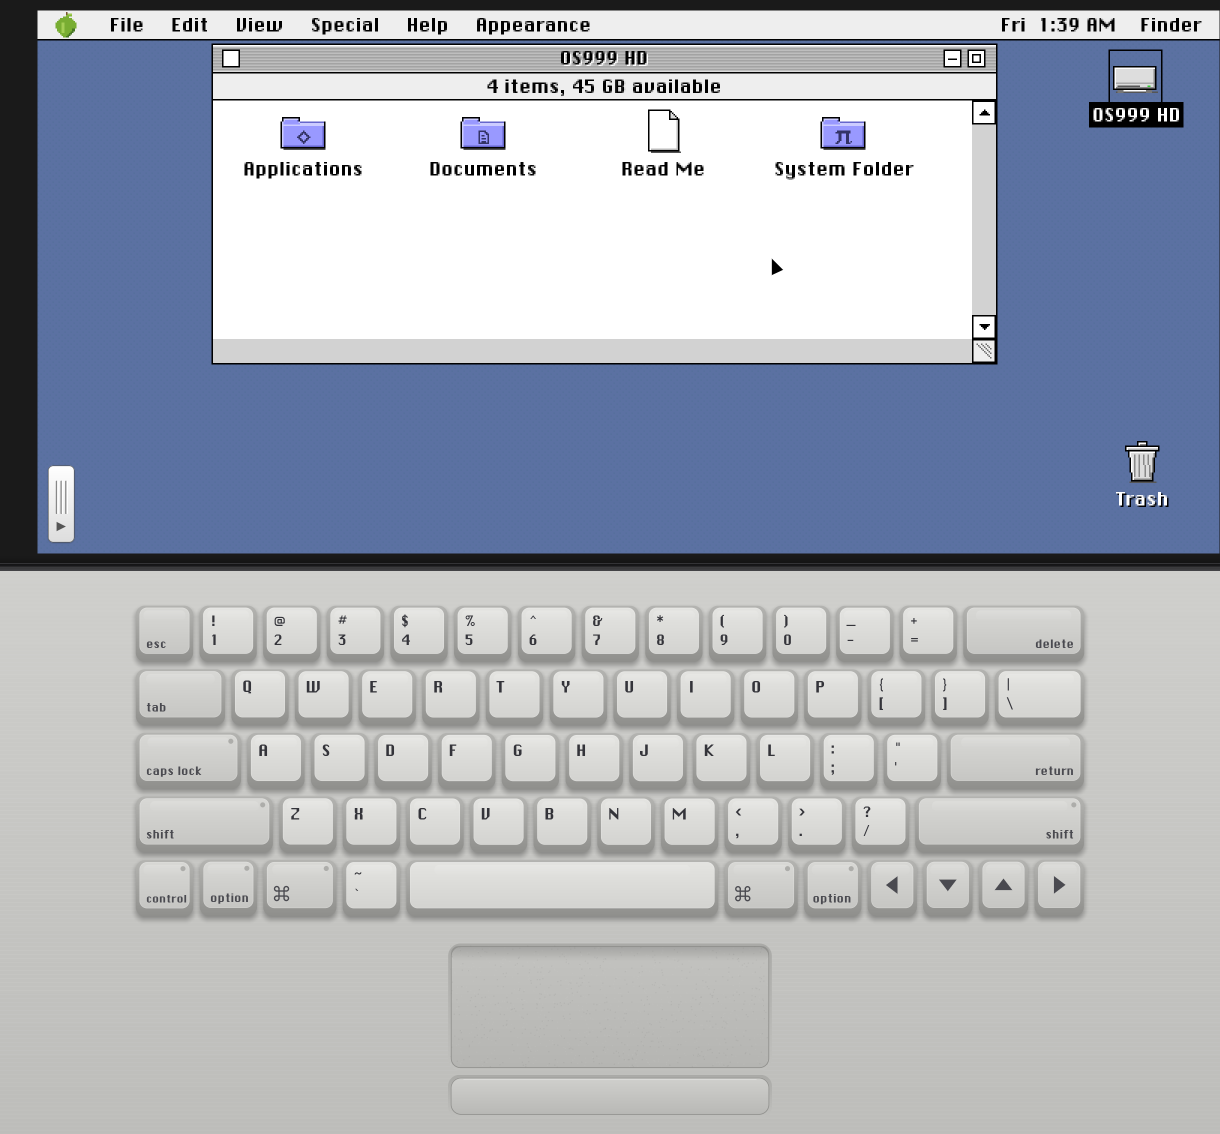 File Edit View Special Help Appearance Fri 1:39 AM Finder
OS999 HD
4 items, 45 GB available
Applications Documents Read Me System Folder
OS999 HD
Trash
esc ! 1 @ 2 # 3 $ 4 % 5 ^ 6 & 7 * 8 ( 9 ) 0 _ - + = delete
tab Q W E R T Y U I O P { [ } ] | \
caps lock A S D F G H J K L : ; " ' return
shift Z X C V B N M < , > . ? / shift
control option ⌘ ~ ` ⌘ option